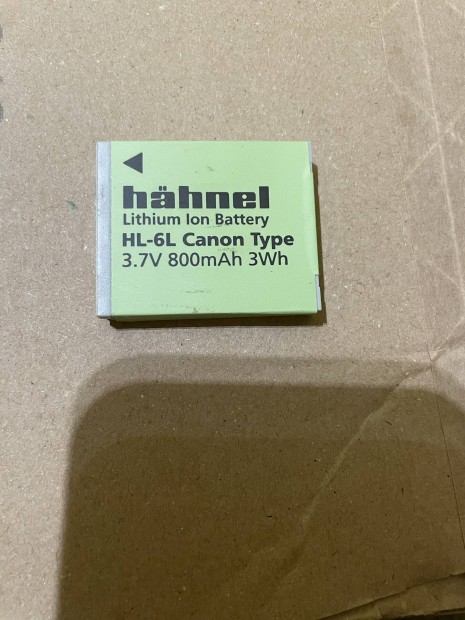 hähnel
Lithium Ion Battery
HL-6L Canon Type
3.7V 800mAh 3Wh